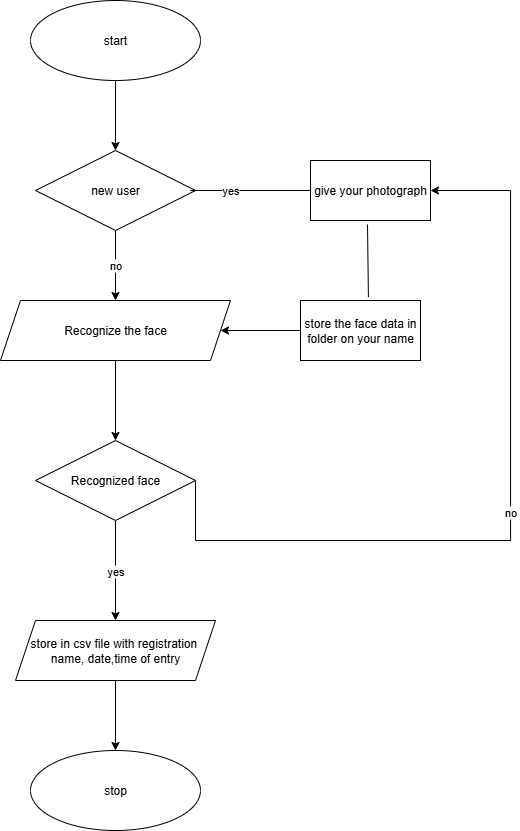 start
new user
yes
give your photograph
no
Recognize the face
store the face data in
folder on your name
Recognized face
no
yes
store in csv file with registration
name, date,time of entry
stop